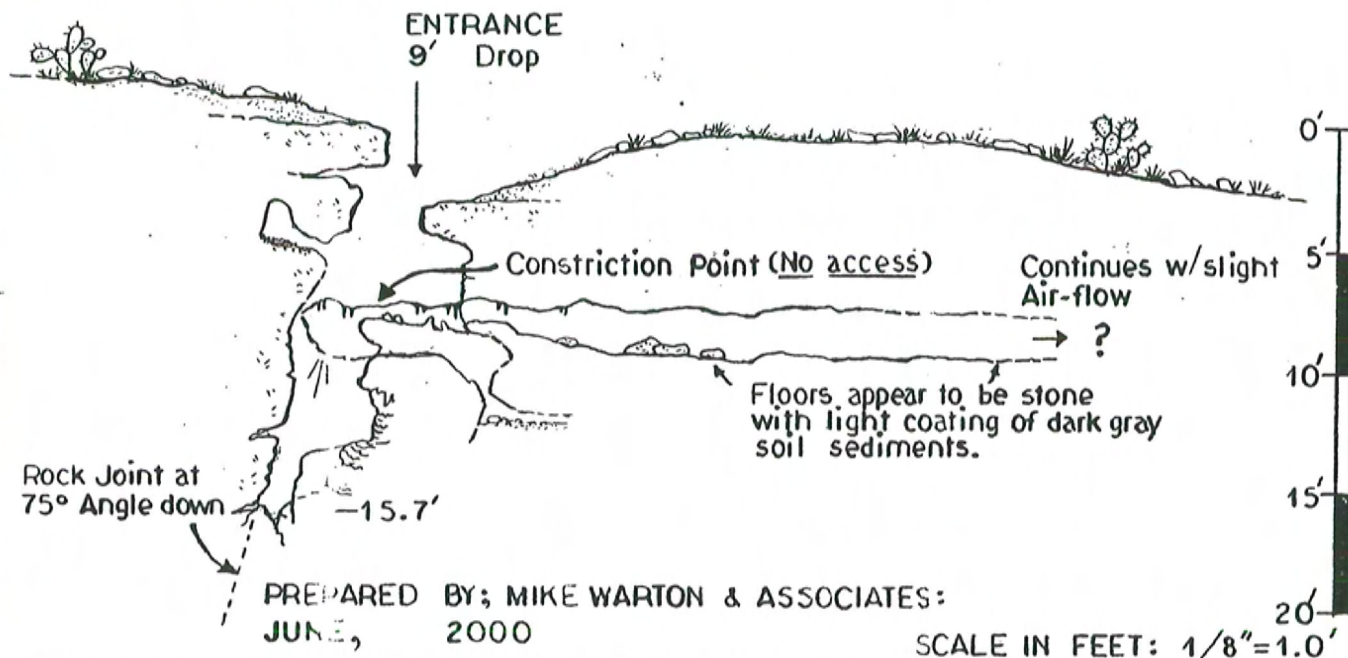 ENTRANCE
9' Drop
0'
Constriction Point (No access)
Continues w/slight
Air-flow
5'
?
10'
Floors appear to be stone
with light coating of dark gray
soil sediments.
Rock Joint at
75° Angle down
-15.7'
15'
PREPARED BY; MIKE WARTON & ASSOCIATES:
JUNE, 2000
20'
SCALE IN FEET: 1/8"=1.0'